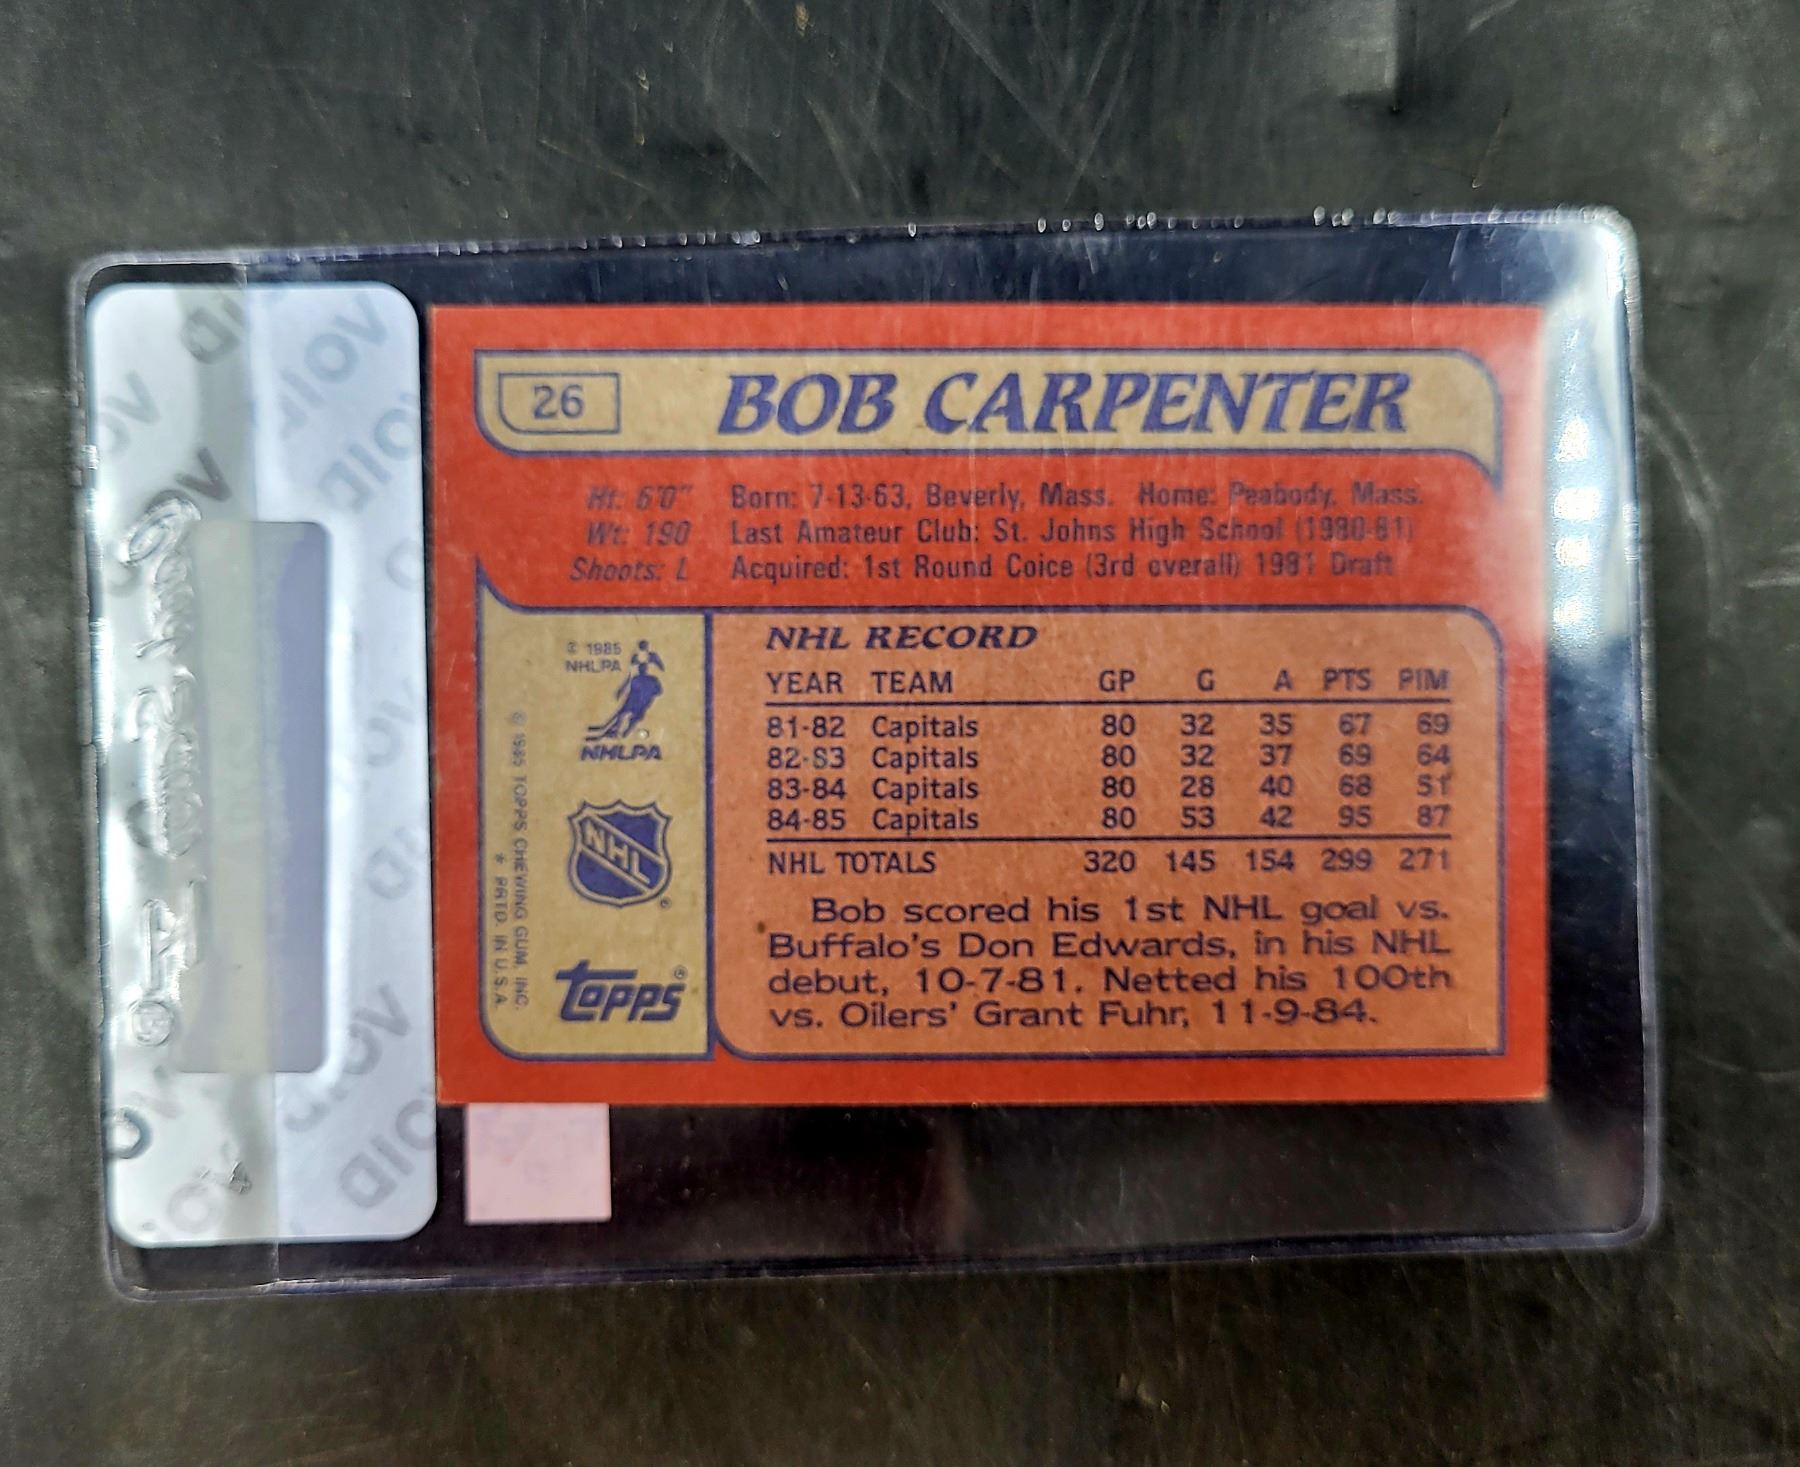 26 BOB CARPENTER
Ht: 6'0" Born: 7-13-63, Beverly, Mass. Home: Peabody, Mass.
Wt: 190 Last Amateur Club: St. Johns High School (1980-81)
Shoots: L Acquired: 1st Round Coice (3rd overall) 1981 Draft
© 1985
NHLPA
NHLPA
NHL
topps®
© 1985 TOPPS CHEWING GUM, INC.
* PRTD. IN U.S.A.
NHL RECORD
YEAR TEAM GP G A PTS PIM
81-82 Capitals 80 32 35 67 69
82-83 Capitals 80 32 37 69 64
83-84 Capitals 80 28 40 68 51
84-85 Capitals 80 53 42 95 87
NHL TOTALS 320 145 154 299 271
Bob scored his 1st NHL goal vs.
Buffalo's Don Edwards, in his NHL
debut, 10-7-81. Netted his 100th
vs. Oilers' Grant Fuhr, 11-9-84.
VOID
VOID
VOID
VOID
VOID